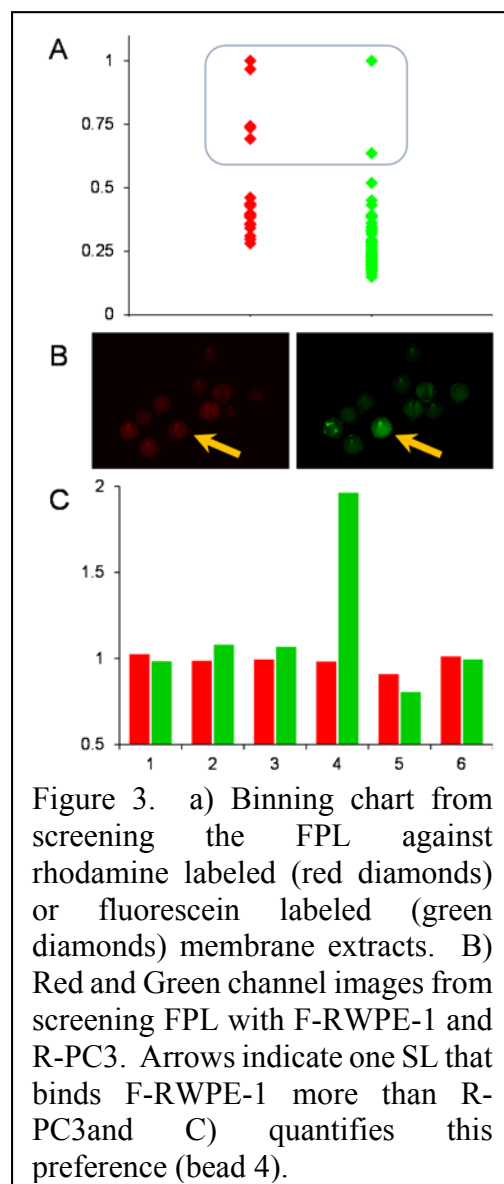 A
1
0.75
0.5
0.25
0
B
C
2
1.5
1
0.5
1 2 3 4 5 6
Figure 3. a) Binning chart from
screening the FPL against
rhodamine labeled (red diamonds)
or fluorescein labeled (green
diamonds) membrane extracts. B)
Red and Green channel images from
screening FPL with F-RWPE-1 and
R-PC3. Arrows indicate one SL that
binds F-RWPE-1 more than R-
PC3and C) quantifies this
preference (bead 4).